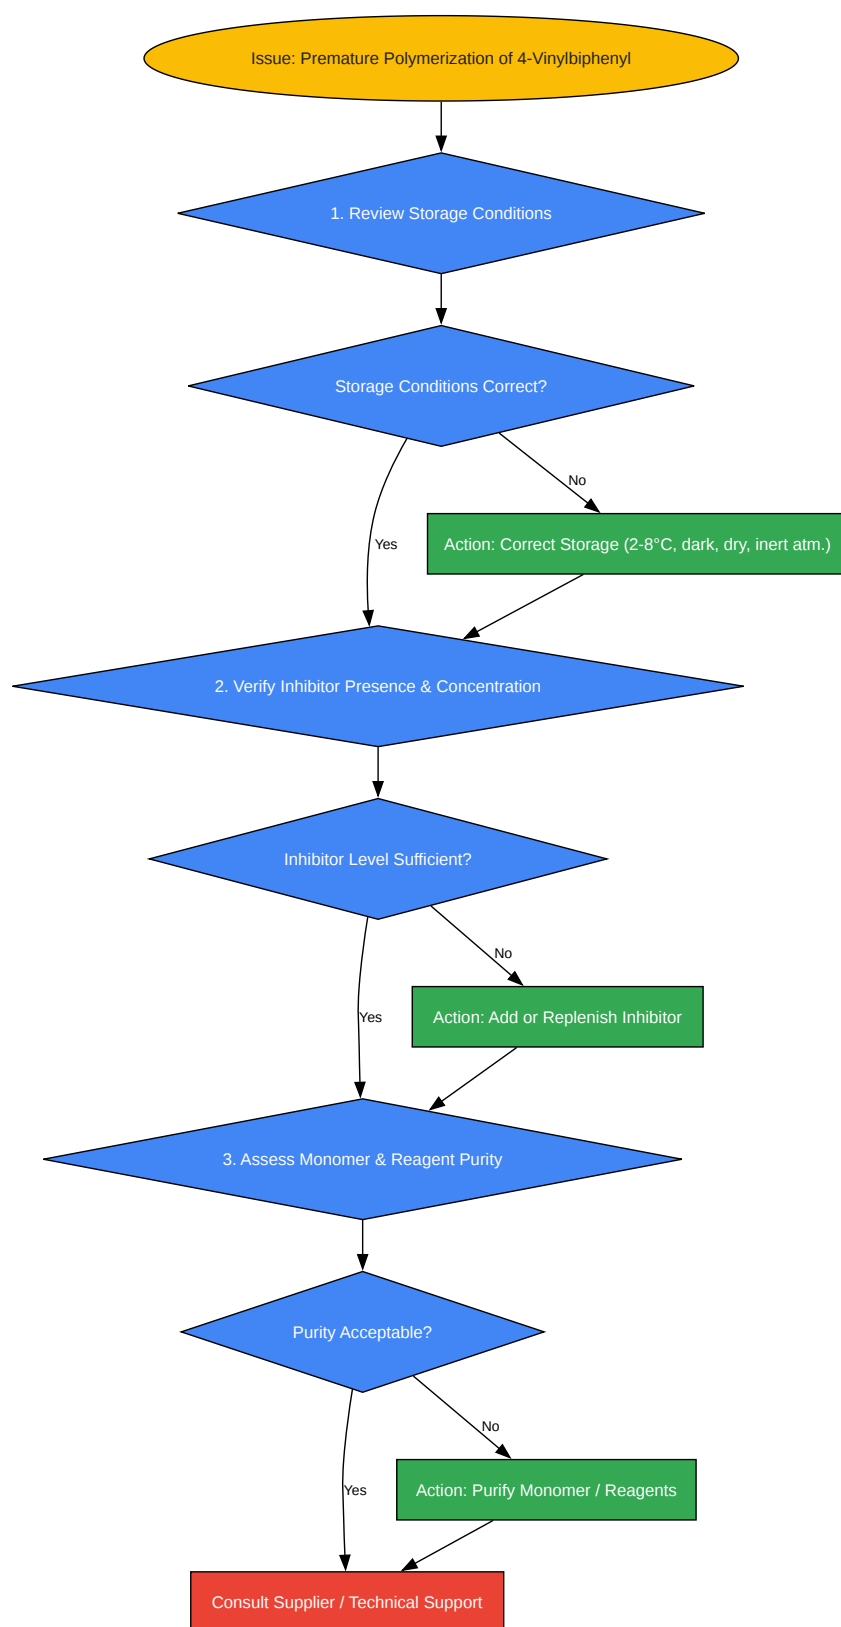 Issue: Premature Polymerization of 4-Vinylbiphenyl
1. Review Storage Conditions
Storage Conditions Correct?
No
Yes
Action: Correct Storage (2-8°C, dark, dry, inert atm.)
2. Verify Inhibitor Presence & Concentration
Inhibitor Level Sufficient?
No
Yes
Action: Add or Replenish Inhibitor
3. Assess Monomer & Reagent Purity
Purity Acceptable?
No
Yes
Action: Purify Monomer / Reagents
Consult Supplier / Technical Support